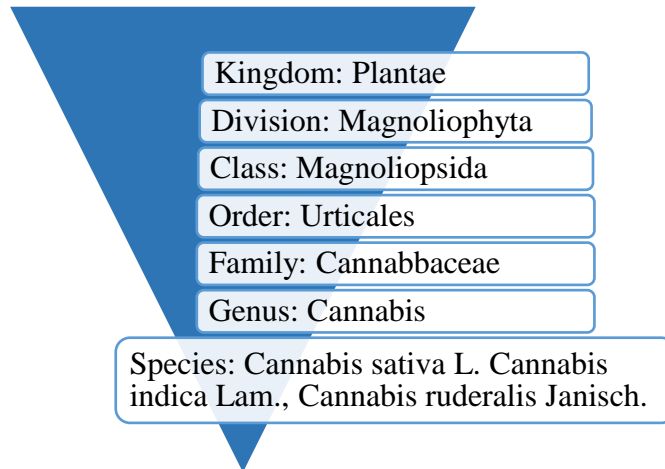 Kingdom: Plantae
Division: Magnoliophyta
Class: Magnoliopsida
Order: Urticales
Family: Cannabbaceae
Genus: Cannabis
Species: Cannabis sativa L. Cannabis
indica Lam., Cannabis ruderalis Janisch.